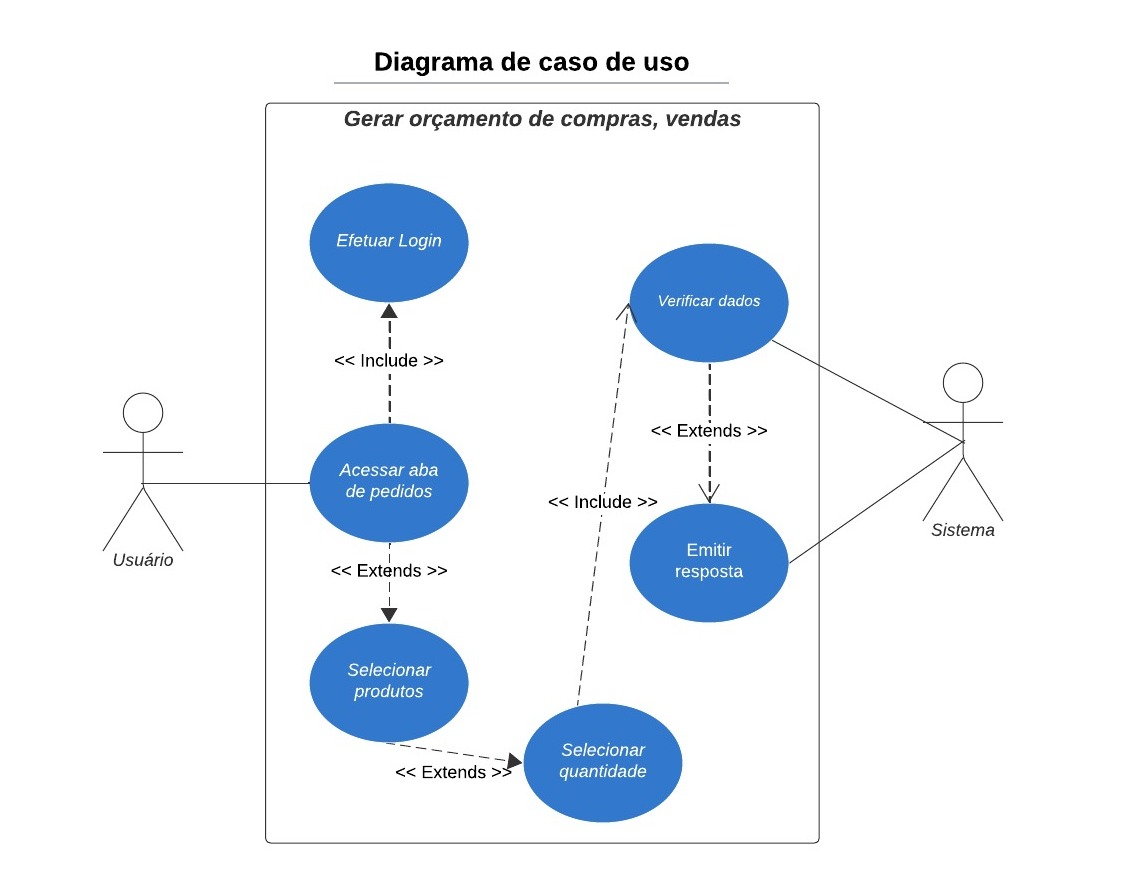 Diagrama de caso de uso
Gerar orçamento de compras, vendas
Efetuar Login
Verificar dados
<< Include >>
<< Extends >>
Acessar aba
de pedidos
<< Include >>
Usuário
Sistema
Emitir
resposta
<< Extends >>
Selecionar
produtos
Selecionar
quantidade
<< Extends >>